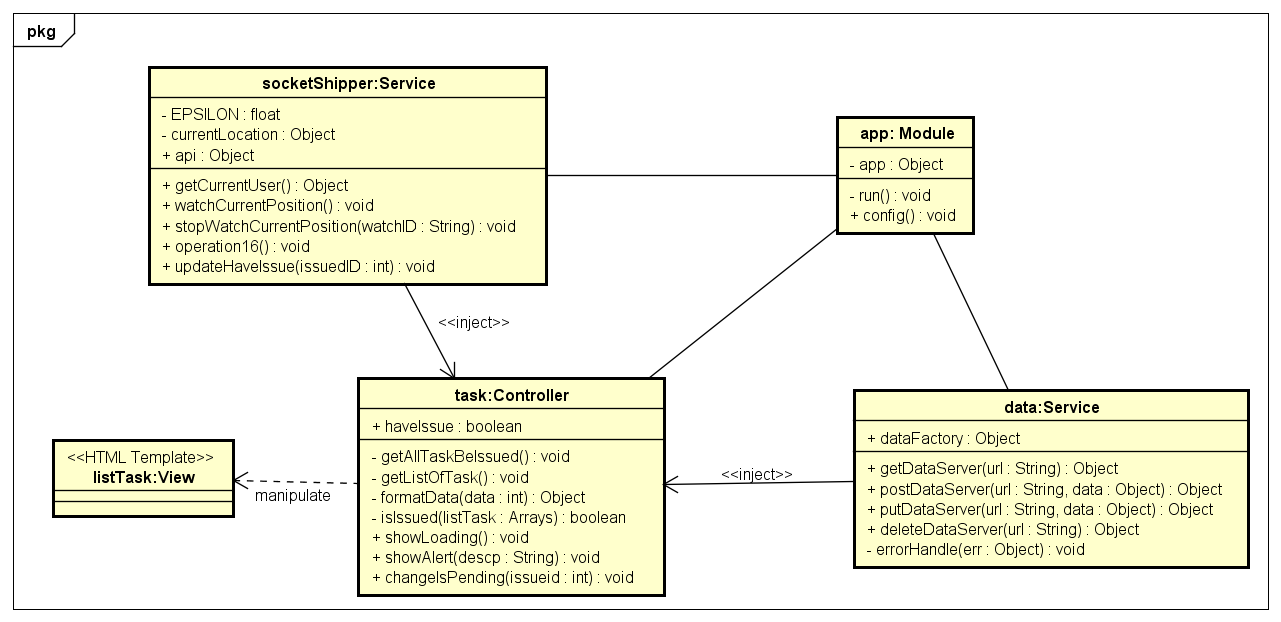 pkg
socketShipper:Service
- EPSILON : float
- currentLocation : Object
+ api : Object
+ getCurrentUser() : Object
+ watchCurrentPosition() : void
+ stopWatchCurrentPosition(watchID : String) : void
+ operation16() : void
+ updateHaveIssue(issuedID : int) : void
app: Module
- app : Object
- run() : void
+ config() : void
<<inject>>
task:Controller
+ haveIssue : boolean
- getAllTaskBeIssued() : void
- getListOfTask() : void
- formatData(data : int) : Object
- isIssued(listTask : Arrays) : boolean
+ showLoading() : void
+ showAlert(descp : String) : void
+ changeIsPending(issueid : int) : void
<<HTML Template>>
listTask:View
manipulate
<<inject>>
data:Service
+ dataFactory : Object
+ getDataServer(url : String) : Object
+ postDataServer(url : String, data : Object) : Object
+ putDataServer(url : String, data : Object) : Object
+ deleteDataServer(url : String) : Object
- errorHandle(err : Object) : void